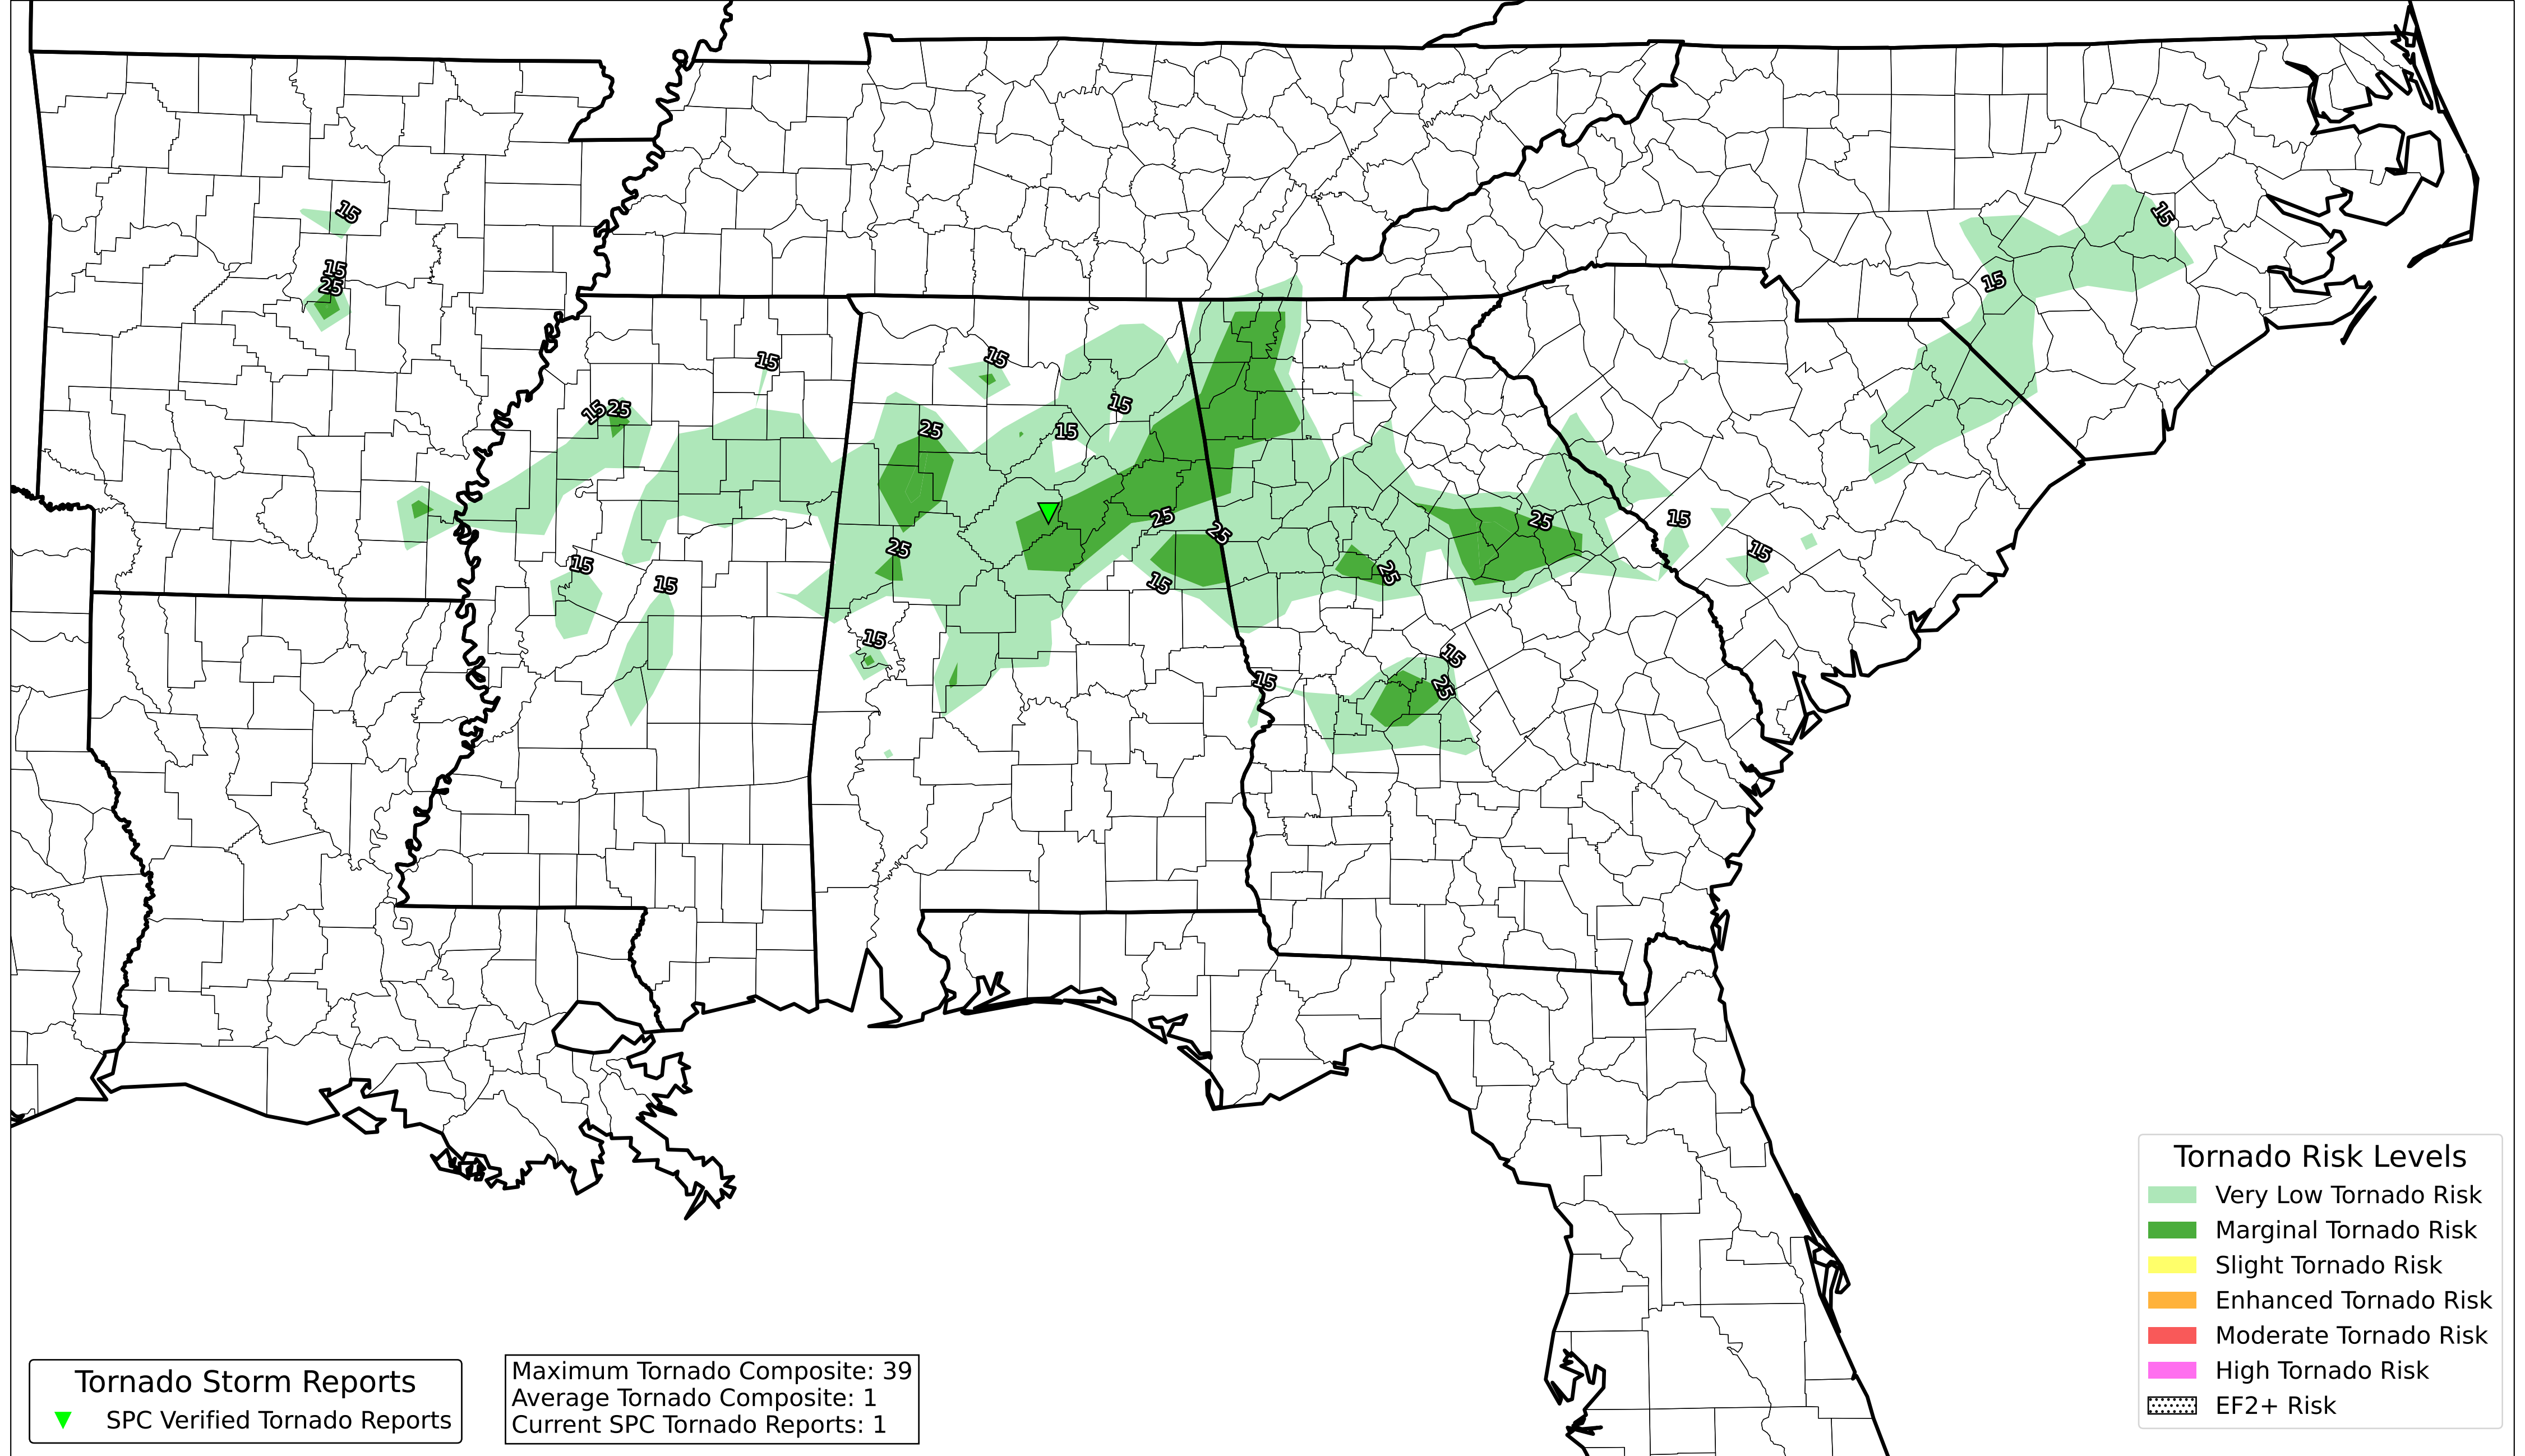 15
15
15
25
15
15
15
15
25
15
25
15
15
25
25
15
25
25
15
15
25
15
15
15
15
15
25
15
25
Tornado Risk Levels
Very Low Tornado Risk
Marginal Tornado Risk
Slight Tornado Risk
Enhanced Tornado Risk
Moderate Tornado Risk
High Tornado Risk
EF2+ Risk
Tornado Storm Reports
SPC Verified Tornado Reports
Maximum Tornado Composite: 39
Average Tornado Composite: 1
Current SPC Tornado Reports: 1